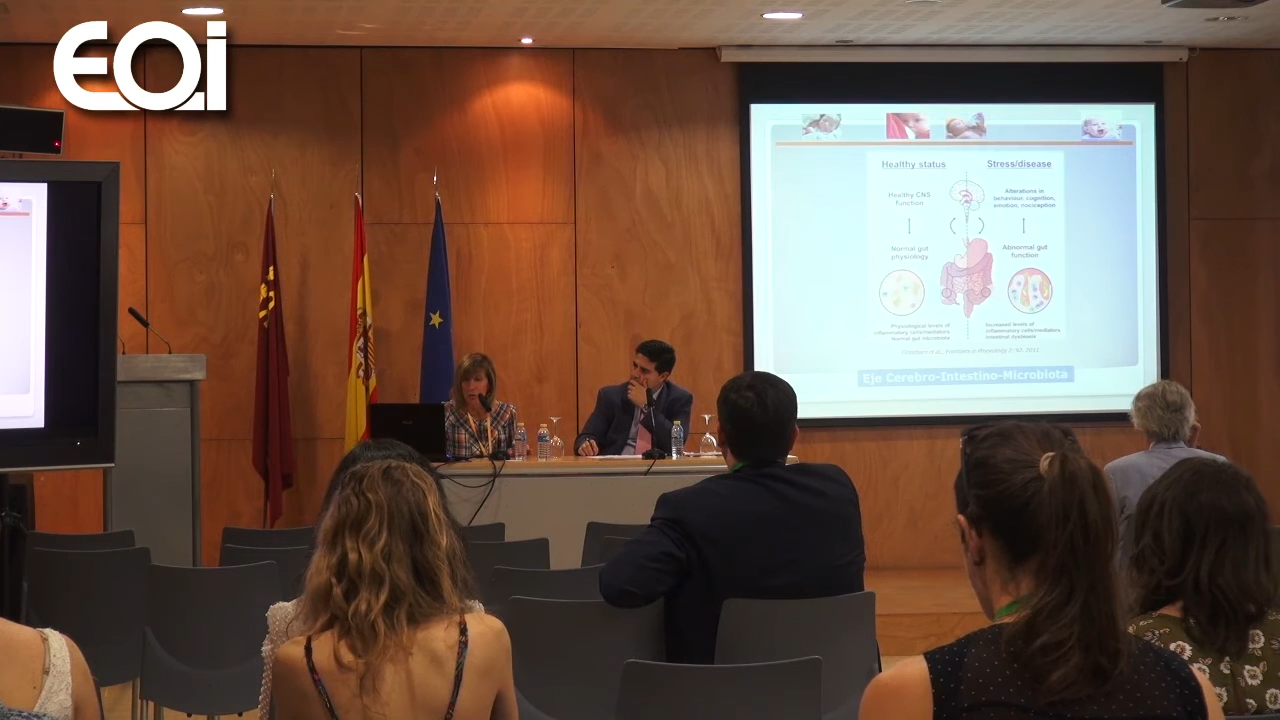 EOi
Healthy status
Stress/disease
Healthy CNS
function
Alterations in
behaviour, cognition,
emotion, nociception
Normal gut
physiology
Abnormal gut
function
Physiological levels of
inflammatory cells/mediators
Normal gut microbiota
Increased levels of
inflammatory cells/mediators
Intestinal dysbiosis
Eje Cerebro-Intestino-Microbiota